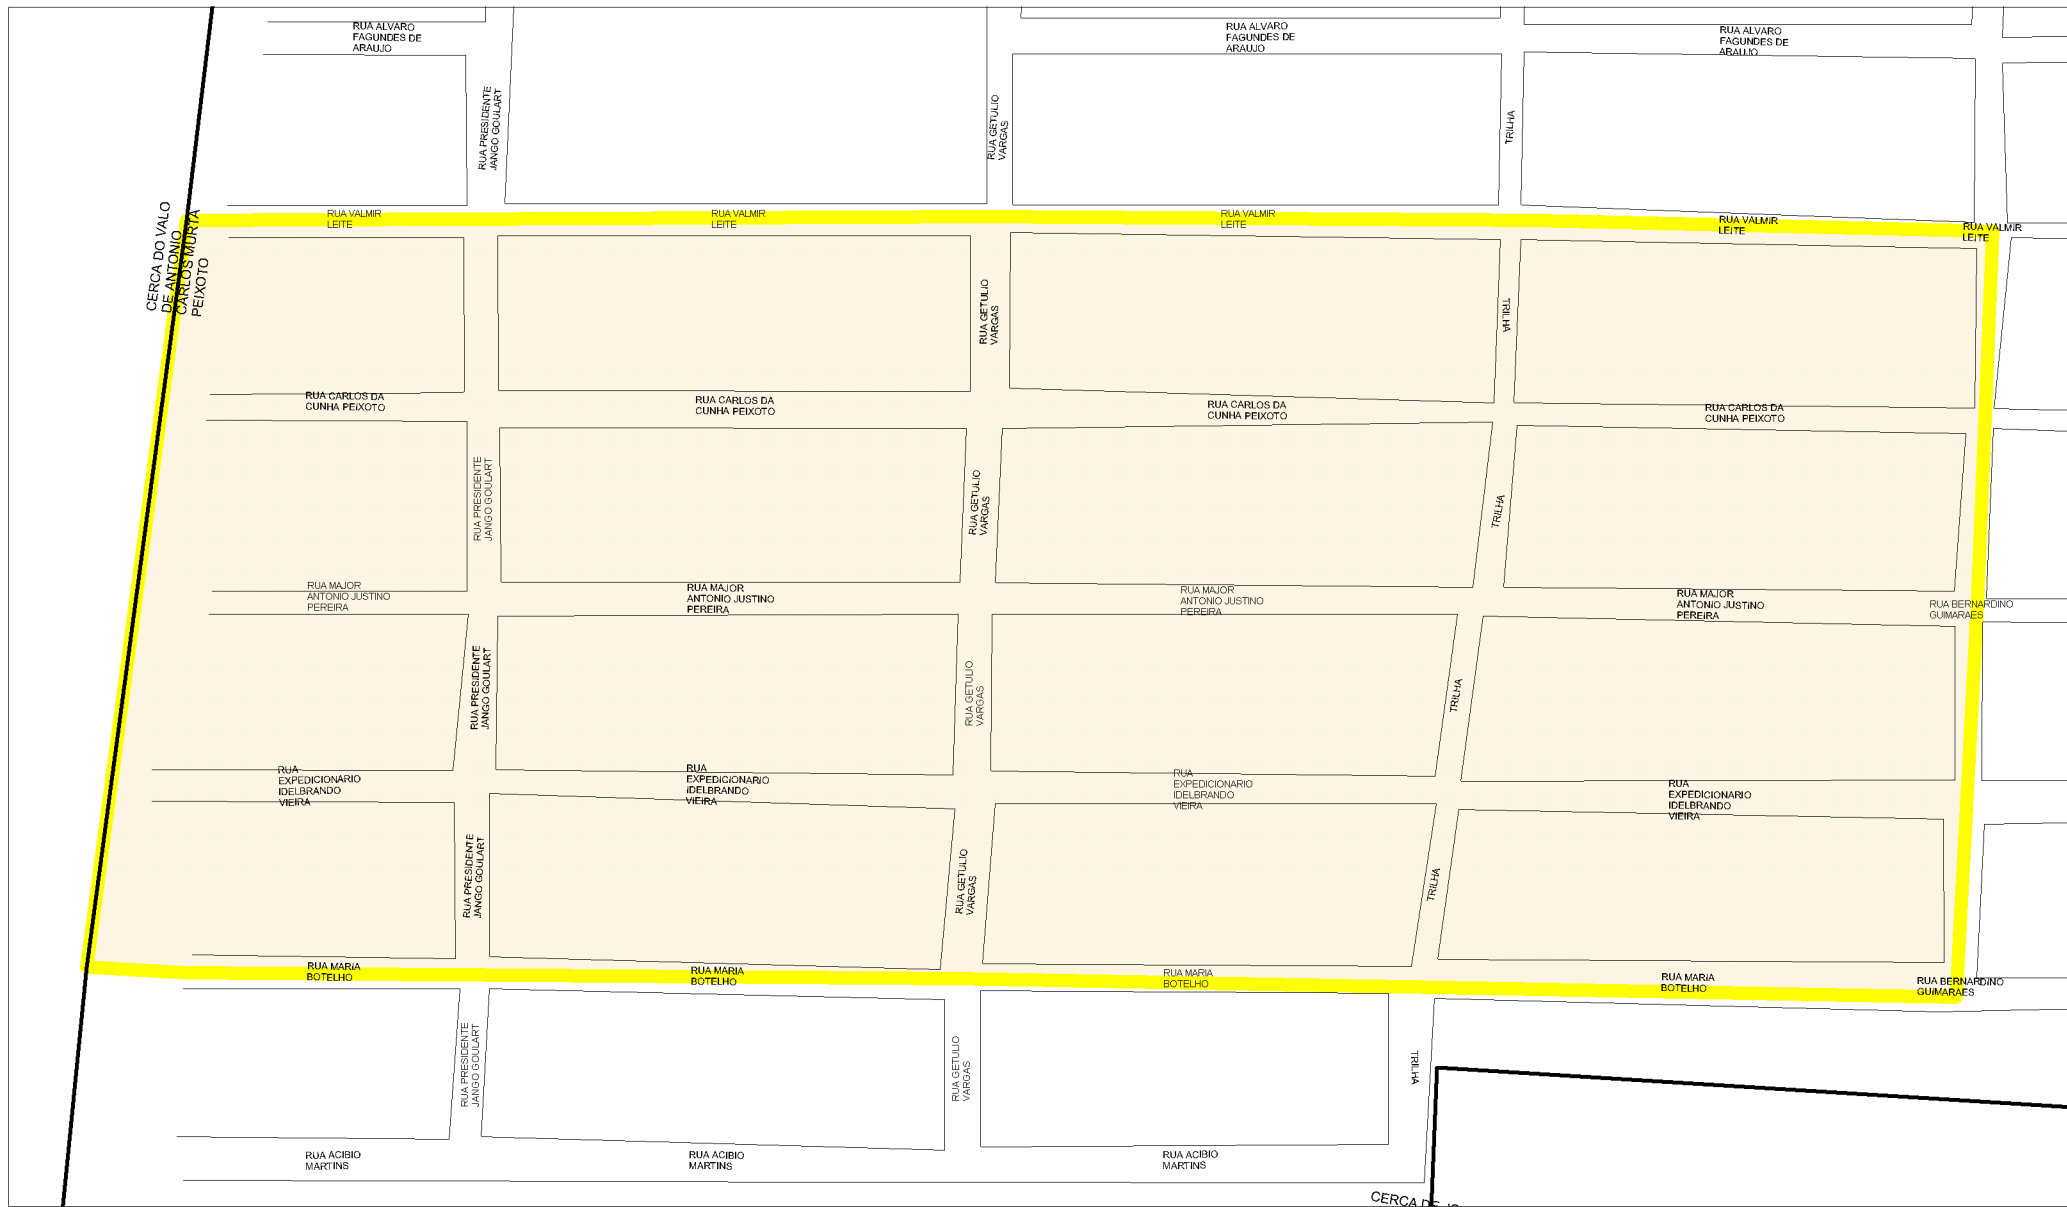 RUA ALVARO
FAGUNDES DE
ARAUJO
RUA ALVARO
FAGUNDES DE
ARAUJO
RUA ALVARO
FAGUNDES DE
ARAUJO
RUA PRESIDENTE
JANGO GOULART
RUA GETULIO
VARGAS
TRILHA
CERCA DO VALO
DE ANTONIO
CARLOS MURTA
PEIXOTO
RUA VALMIR
LEITE
RUA VALMIR
LEITE
RUA VALMIR
LEITE
RUA VALMIR
LEITE
RUA VALMIR
LEITE
RUA GETULIO
VARGAS
TRILHA
RUA CARLOS DA
CUNHA PEIXOTO
RUA CARLOS DA
CUNHA PEIXOTO
RUA CARLOS DA
CUNHA PEIXOTO
RUA CARLOS DA
CUNHA PEIXOTO
RUA PRESIDENTE
JANGO GOULART
RUA GETULIO
VARGAS
TRILHA
RUA MAJOR
ANTONIO JUSTINO
PEREIRA
RUA MAJOR
ANTONIO JUSTINO
PEREIRA
RUA MAJOR
ANTONIO JUSTINO
PEREIRA
RUA MAJOR
ANTONIO JUSTINO
PEREIRA
RUA BERNARDINO
GUIMARAES
RUA PRESIDENTE
JANGO GOULART
RUA GETULIO
VARGAS
TRILHA
RUA
EXPEDICIONARIO
IDELBRANDO
VIEIRA
RUA
EXPEDICIONARIO
IDELBRANDO
VIEIRA
RUA
EXPEDICIONARIO
IDELBRANDO
VIEIRA
RUA
EXPEDICIONARIO
IDELBRANDO
VIEIRA
RUA PRESIDENTE
JANGO GOULART
RUA GETULIO
VARGAS
TRILHA
RUA MARIA
BOTELHO
RUA MARIA
BOTELHO
RUA MARIA
BOTELHO
RUA MARIA
BOTELHO
RUA BERNARDINO
GUIMARAES
RUA PRESIDENTE
JANGO GOULART
RUA GETULIO
VARGAS
TRILHA
RUA ACIBIO
MARTINS
RUA ACIBIO
MARTINS
RUA ACIBIO
MARTINS
CERCA DE